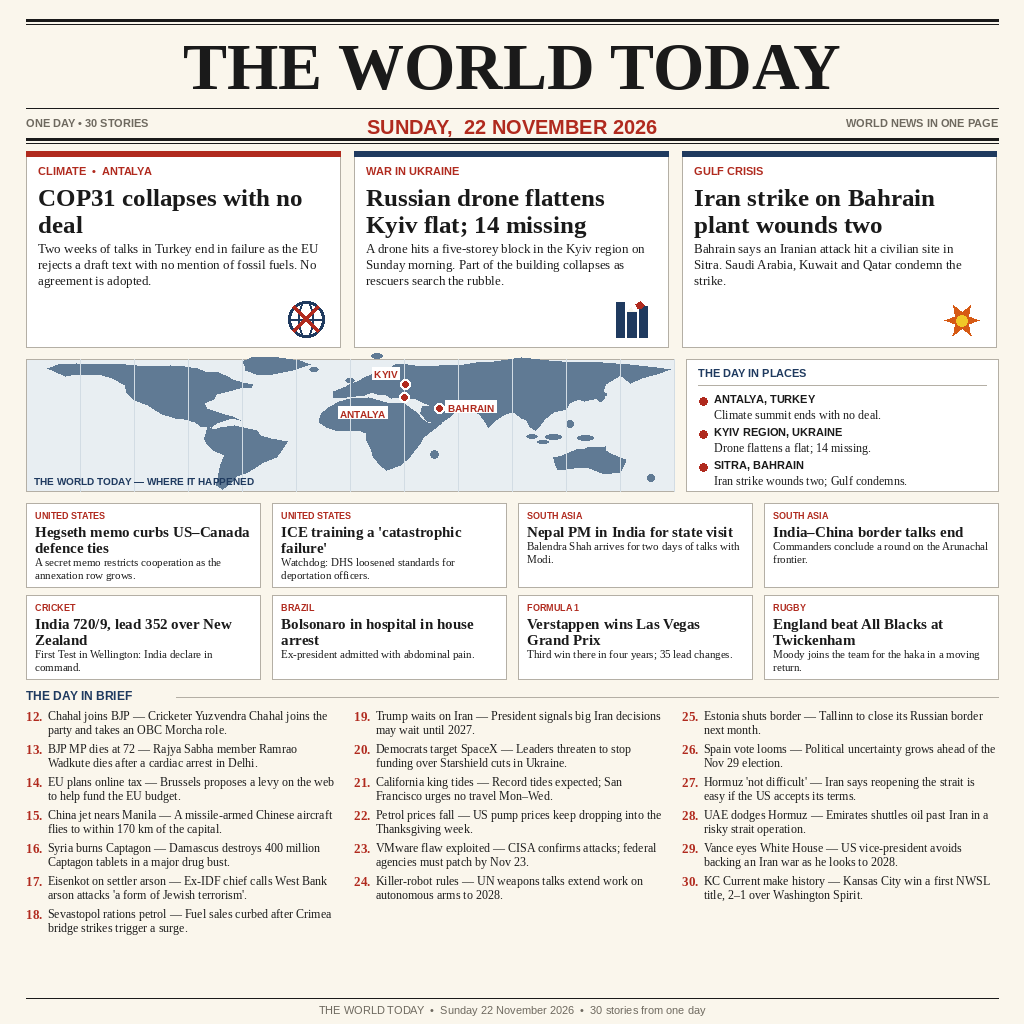 THE WORLD TODAY
ONE DAY • 30 STORIES
SUNDAY, 22 NOVEMBER 2026
WORLD NEWS IN ONE PAGE
CLIMATE • ANTALYA
COP31 collapses with no
deal
Two weeks of talks in Turkey end in failure as the EU
rejects a draft text with no mention of fossil fuels. No
agreement is adopted.
WAR IN UKRAINE
Russian drone flattens
Kyiv flat; 14 missing
A drone hits a five-storey block in the Kyiv region on
Sunday morning. Part of the building collapses as
rescuers search the rubble.
GULF CRISIS
Iran strike on Bahrain
plant wounds two
Bahrain says an Iranian attack hit a civilian site in
Sitra. Saudi Arabia, Kuwait and Qatar condemn the
strike.
KYIV
ANTALYA
BAHRAIN
THE WORLD TODAY — WHERE IT HAPPENED
THE DAY IN PLACES
ANTALYA, TURKEY
Climate summit ends with no deal.
KYIV REGION, UKRAINE
Drone flattens a flat; 14 missing.
SITRA, BAHRAIN
Iran strike wounds two; Gulf condemns.
UNITED STATES
Hegseth memo curbs US–Canada
defence ties
A secret memo restricts cooperation as the
annexation row grows.
UNITED STATES
ICE training a 'catastrophic
failure'
Watchdog: DHS loosened standards for
deportation officers.
SOUTH ASIA
Nepal PM in India for state visit
Balendra Shah arrives for two days of talks with
Modi.
SOUTH ASIA
India–China border talks end
Commanders conclude a round on the Arunachal
frontier.
CRICKET
India 720/9, lead 352 over New
Zealand
First Test in Wellington: India declare in
command.
BRAZIL
Bolsonaro in hospital in house
arrest
Ex-president admitted with abdominal pain.
FORMULA 1
Verstappen wins Las Vegas
Grand Prix
Third win there in four years; 35 lead changes.
RUGBY
England beat All Blacks at
Twickenham
Moody joins the team for the haka in a moving
return.
THE DAY IN BRIEF
12. Chahal joins BJP — Cricketer Yuzvendra Chahal joins the
party and takes an OBC Morcha role.
13. BJP MP dies at 72 — Rajya Sabha member Ramrao
Wadkute dies after a cardiac arrest in Delhi.
14. EU plans online tax — Brussels proposes a levy on the web
to help fund the EU budget.
15. China jet nears Manila — A missile-armed Chinese aircraft
flies to within 170 km of the capital.
16. Syria burns Captagon — Damascus destroys 400 million
Captagon tablets in a major drug bust.
17. Eisenkot on settler arson — Ex-IDF chief calls West Bank
arson attacks 'a form of Jewish terrorism'.
18. Sevastopol rations petrol — Fuel sales curbed after Crimea
bridge strikes trigger a surge.
19. Trump waits on Iran — President signals big Iran decisions
may wait until 2027.
20. Democrats target SpaceX — Leaders threaten to stop
funding over Starshield cuts in Ukraine.
21. California king tides — Record tides expected; San
Francisco urges no travel Mon–Wed.
22. Petrol prices fall — US pump prices keep dropping into the
Thanksgiving week.
23. VMware flaw exploited — CISA confirms attacks; federal
agencies must patch by Nov 23.
24. Killer-robot rules — UN weapons talks extend work on
autonomous arms to 2028.
25. Estonia shuts border — Tallinn to close its Russian border
next month.
26. Spain vote looms — Political uncertainty grows ahead of the
Nov 29 election.
27. Hormuz 'not difficult' — Iran says reopening the strait is
easy if the US accepts its terms.
28. UAE dodges Hormuz — Emirates shuttles oil past Iran in a
risky strait operation.
29. Vance eyes White House — US vice-president avoids
backing an Iran war as he looks to 2028.
30. KC Current make history — Kansas City win a first NWSL
title, 2–1 over Washington Spirit.
THE WORLD TODAY • Sunday 22 November 2026 • 30 stories from one day